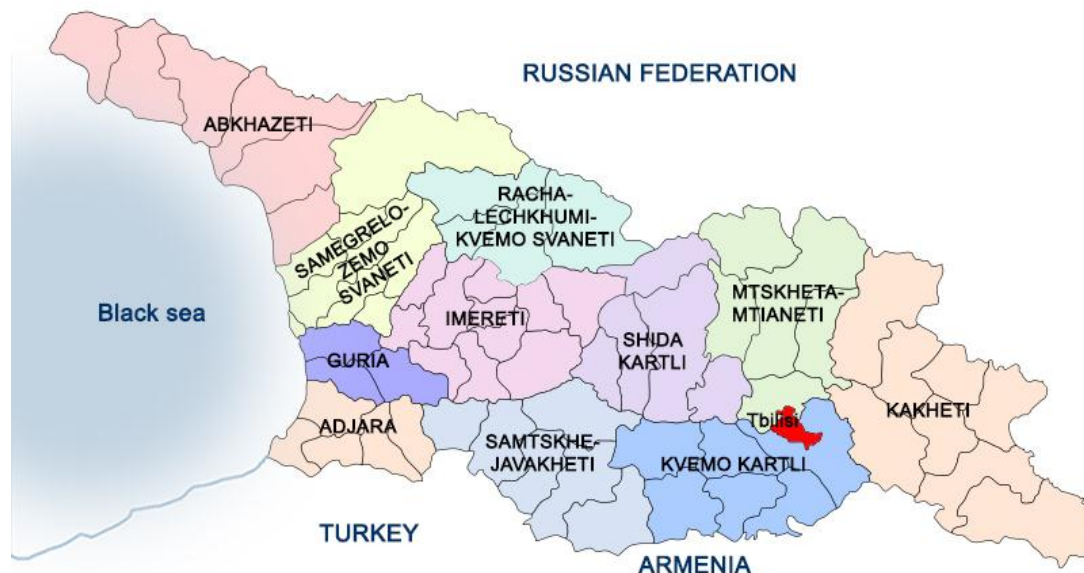 RUSSIAN FEDERATION
ABKHAZETI
RACHA-
LECHKHUMI-
KVEMO SVANETI
SAMEGRELO-
ZEMO
SVANETI
MTSKHETA-
MTIANETI
Black sea
IMERETI
SHIDA
KARTLI
GURIA
KAKHETI
Tbilisi
ADJARA
SAMTSKHE-
JAVAKHETI
KVEMO KARTLI
TURKEY
ARMENIA